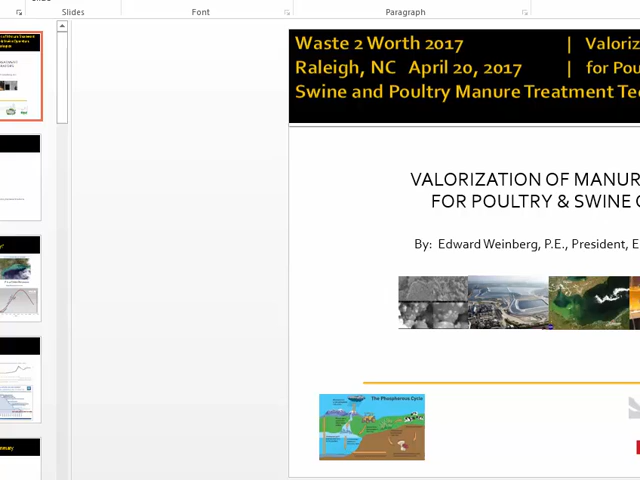 Slides
Font
Paragraph
Waste 2 Worth 2017 | Valoriz
Raleigh, NC April 20, 2017 | for Pou
Swine and Poultry Manure Treatment Te
VALORIZATION OF MANUR
FOR POULTRY & SWINE
By: Edward Weinberg, P.E., President, E
The Phosphorous Cycle